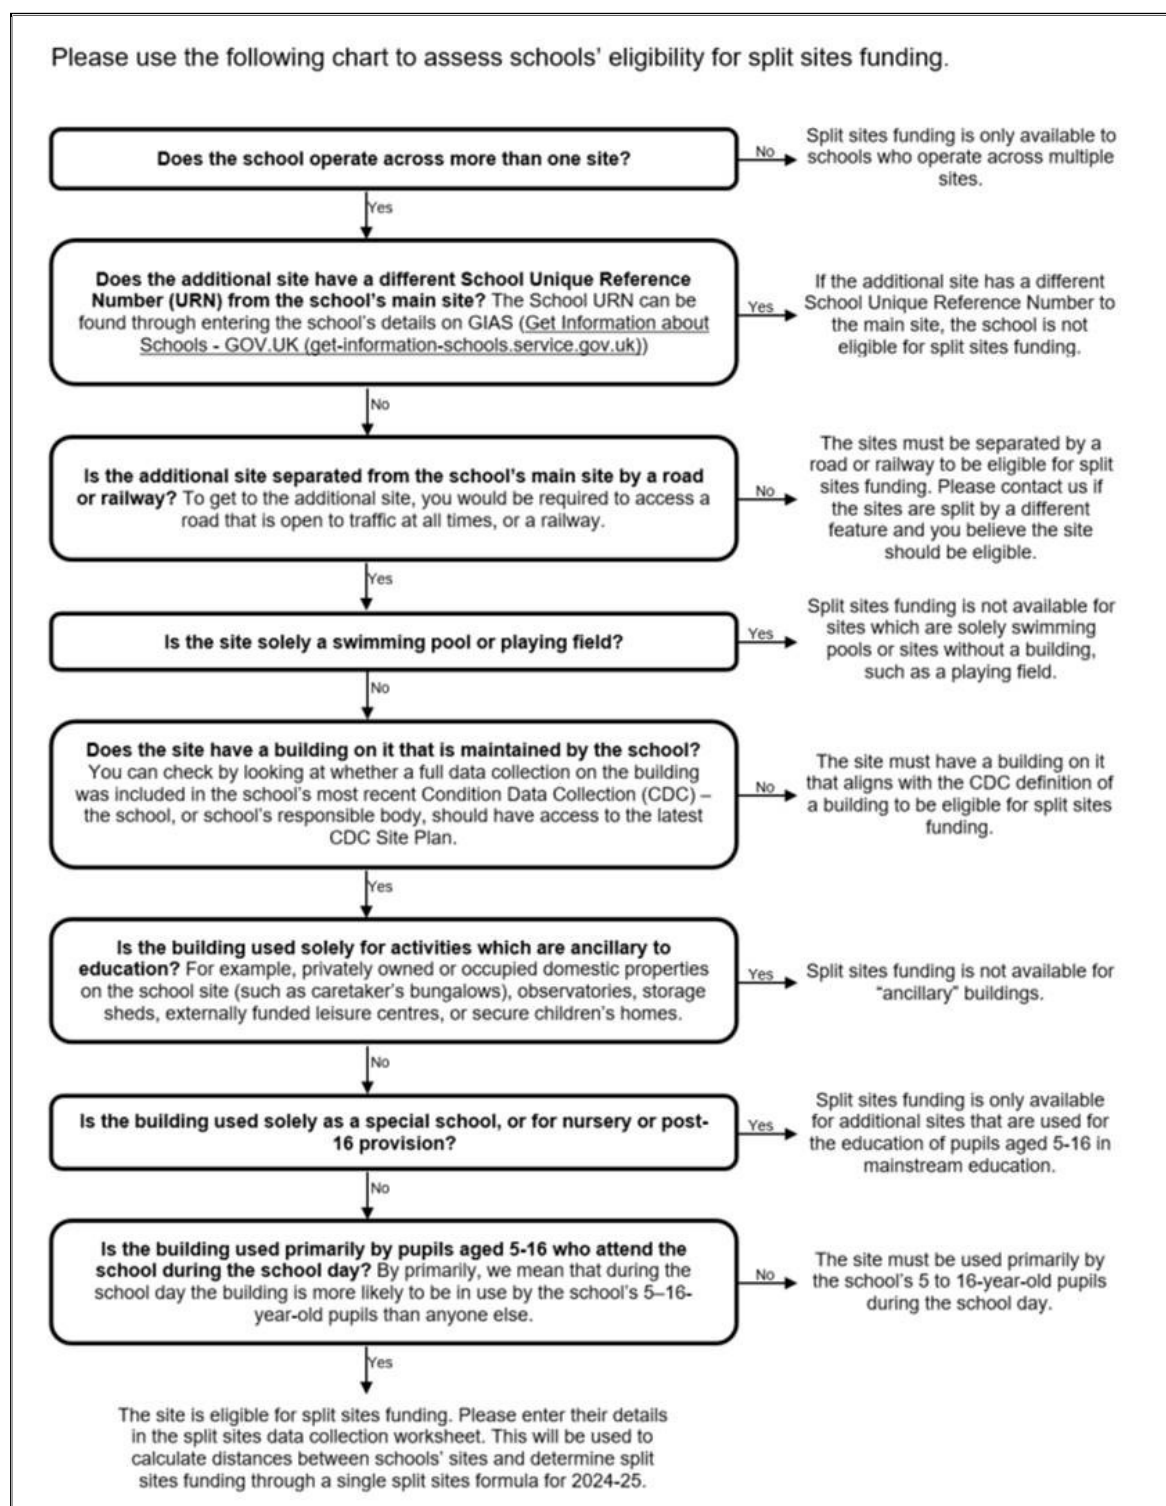 Please use the following chart to assess schools’ eligibility for split sites funding.
Does the school operate across more than one site?
No
Split sites funding is only available to
schools who operate across multiple
sites.
Yes
Does the additional site have a different School Unique Reference
Number (URN) from the school’s main site? The School URN can be
found through entering the school’s details on GIAS (Get Information about
Schools - GOV.UK (get-information-schools.service.gov.uk))
Yes
If the additional site has a different
School Unique Reference Number to
the main site, the school is not
eligible for split sites funding.
No
Is the additional site separated from the school’s main site by a road
or railway? To get to the additional site, you would be required to access a
road that is open to traffic at all times, or a railway.
No
The sites must be separated by a
road or railway to be eligible for split
sites funding. Please contact us if
the sites are split by a different
feature and you believe the site
should be eligible.
Yes
Is the site solely a swimming pool or playing field?
Yes
Split sites funding is not available for
sites which are solely swimming
pools or sites without a building,
such as a playing field.
No
Does the site have a building on it that is maintained by the school?
You can check by looking at whether a full data collection on the building
was included in the school’s most recent Condition Data Collection (CDC) –
the school, or school’s responsible body, should have access to the latest
CDC Site Plan.
No
The site must have a building on it
that aligns with the CDC definition of
a building to be eligible for split sites
funding.
Yes
Is the building used solely for activities which are ancillary to
education? For example, privately owned or occupied domestic properties
on the school site (such as caretaker’s bungalows), observatories, storage
sheds, externally funded leisure centres, or secure children’s homes.
Yes
Split sites funding is not available for
“ancillary” buildings.
No
Is the building used solely as a special school, or for nursery or post-
16 provision?
Yes
Split sites funding is only available
for additional sites that are used for
the education of pupils aged 5-16 in
mainstream education.
No
Is the building used primarily by pupils aged 5-16 who attend the
school during the school day? By primarily, we mean that during the
school day the building is more likely to be in use by the school’s 5–16-
year-old pupils than anyone else.
No
The site must be used primarily by
the school’s 5 to 16-year-old pupils
during the school day.
Yes
The site is eligible for split sites funding. Please enter their details
in the split sites data collection worksheet. This will be used to
calculate distances between schools’ sites and determine split
sites funding through a single split sites formula for 2024-25.